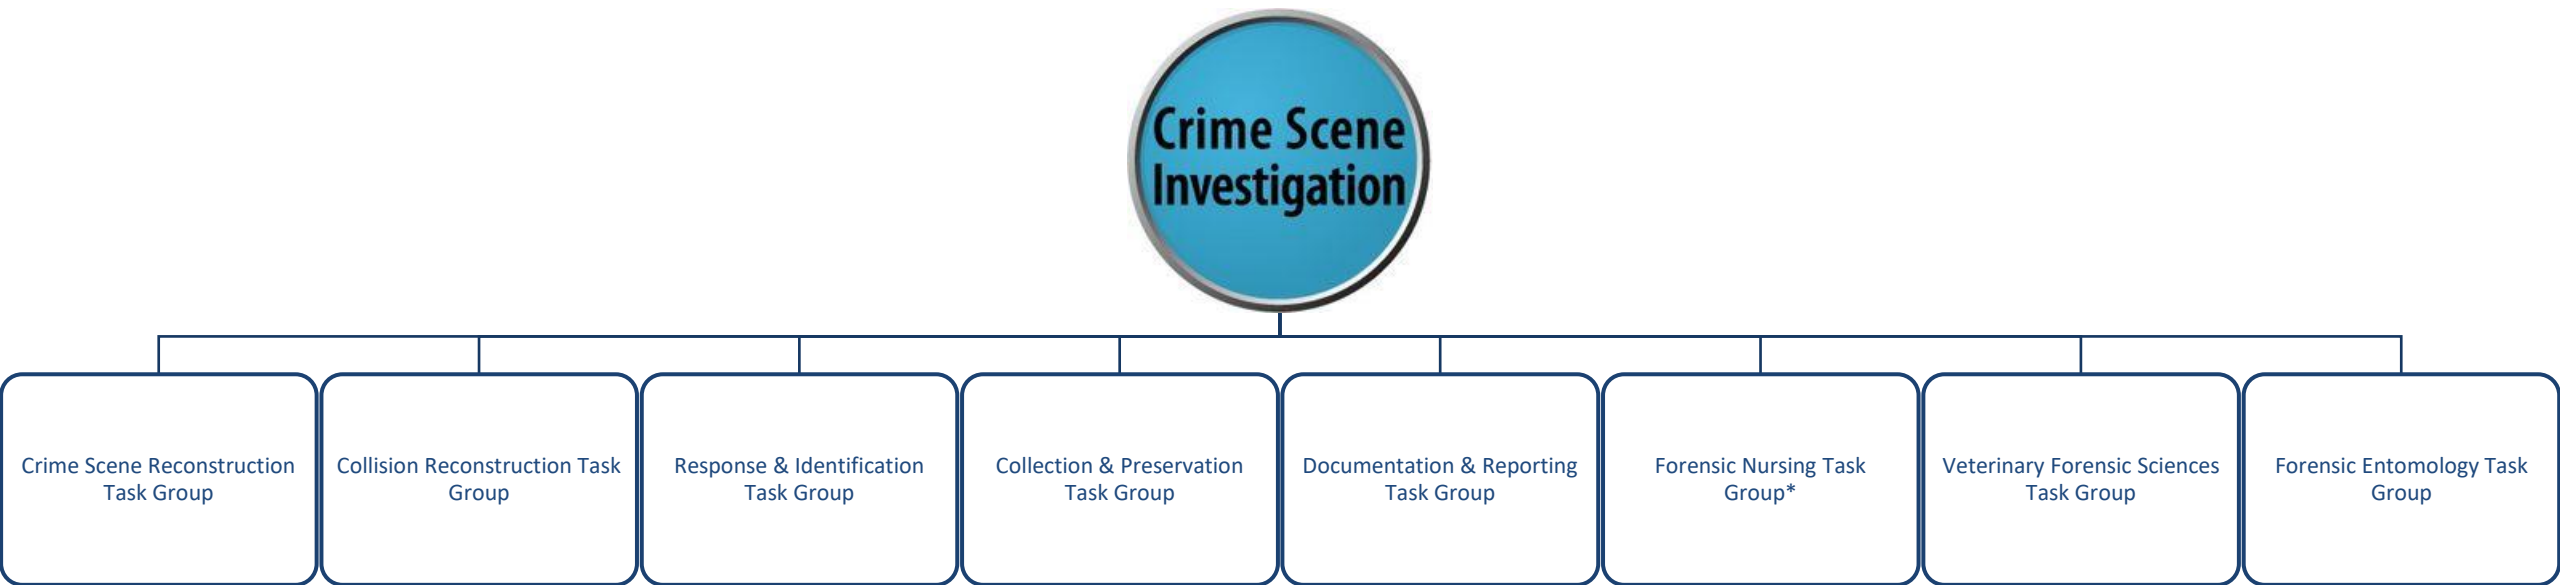 Crime Scene
Investigation
Crime Scene Reconstruction
Task Group
Collision Reconstruction Task
Group
Response & Identification
Task Group
Collection & Preservation
Task Group
Documentation & Reporting
Task Group
Forensic Nursing Task
Group*
Veterinary Forensic Sciences
Task Group
Forensic Entomology Task
Group